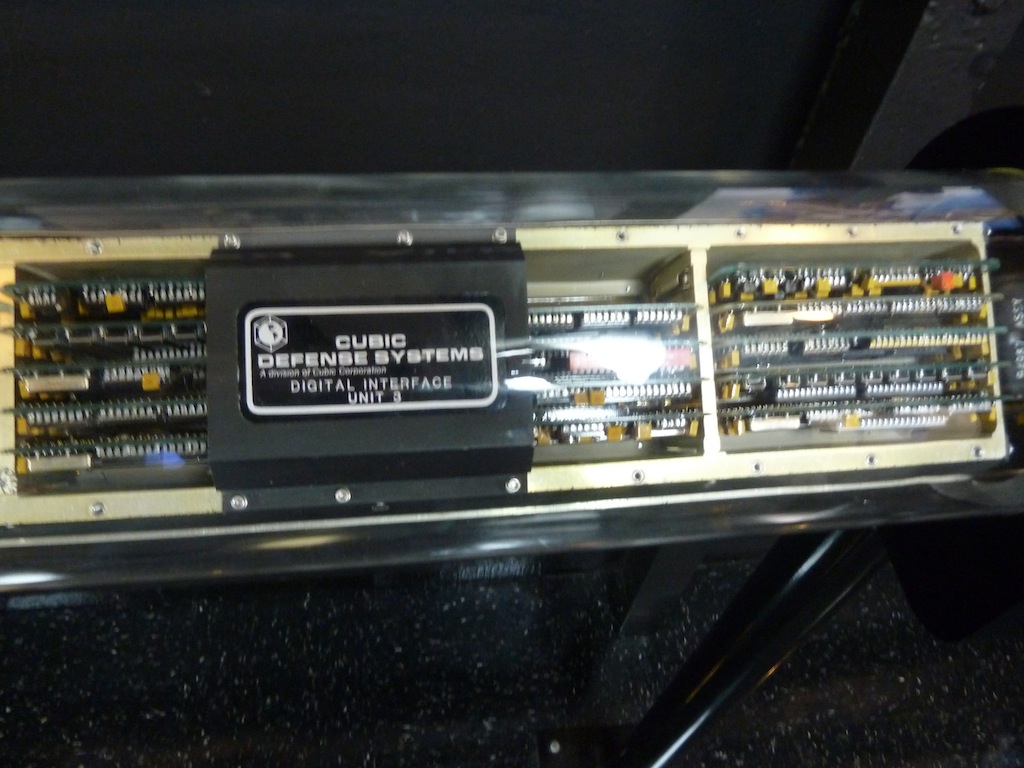 CUBIC
DEFENSE SYSTEMS
A division of Cubic Corporation
DIGITAL INTERFACE
UNIT 3